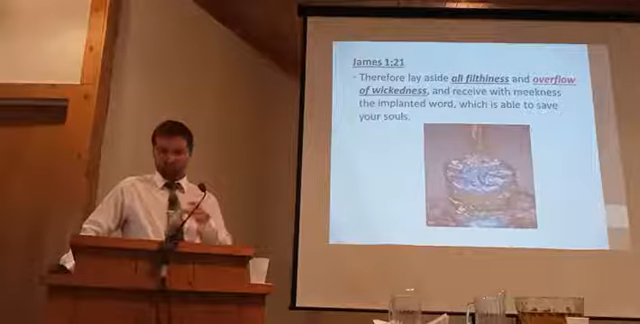 James 1:21
- Therefore lay aside all filthiness and overflow
of wickedness, and receive with meekness
the implanted word, which is able to save
your souls.